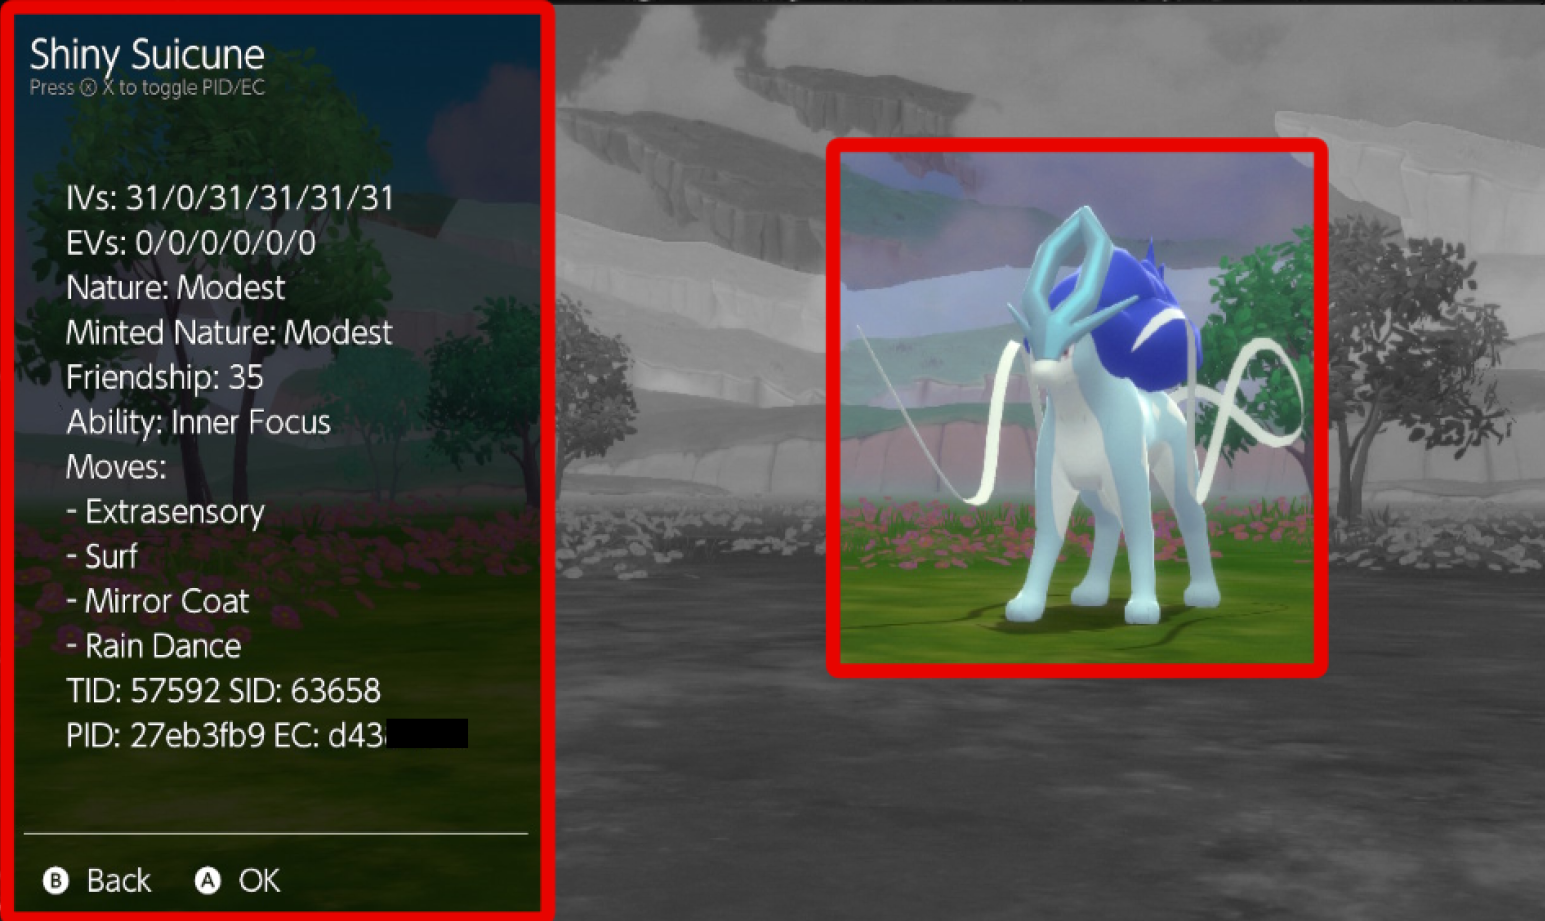 Shiny Suicune
Press Ⓧ X to toggle PID/EC
IVs: 31/0/31/31/31/31
EVs: 0/0/0/0/0/0
Nature: Modest
Minted Nature: Modest
Friendship: 35
Ability: Inner Focus
Moves:
- Extrasensory
- Surf
- Mirror Coat
- Rain Dance
TID: 57592 SID: 63658
PID: 27eb3fb9 EC: d43
B Back A OK